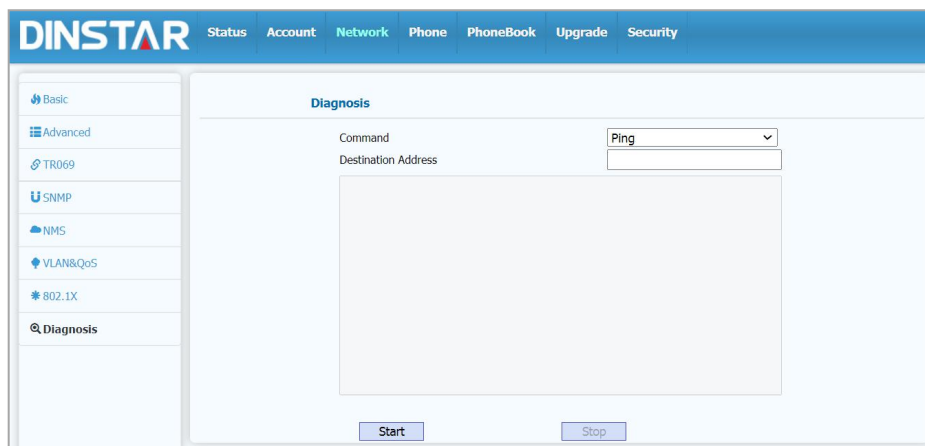 DINSTAR
Status Account Network Phone PhoneBook Upgrade Security
Basic
Advanced
TR069
SNMP
NMS
VLAN&QoS
802.1X
Diagnosis
Diagnosis
Command Ping
Destination Address
Start Stop